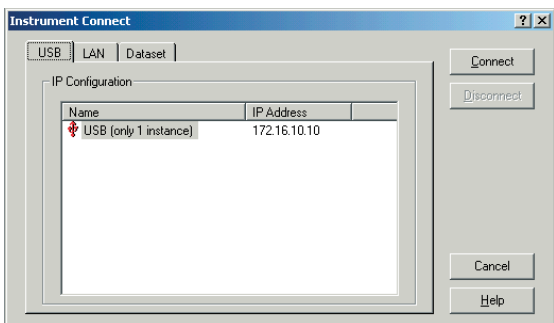 Instrument Connect
USB LAN Dataset
Connect
IP Configuration
Disconnect
Name IP Address
USB (only 1 instance) 172.16.10.10
Cancel
Help